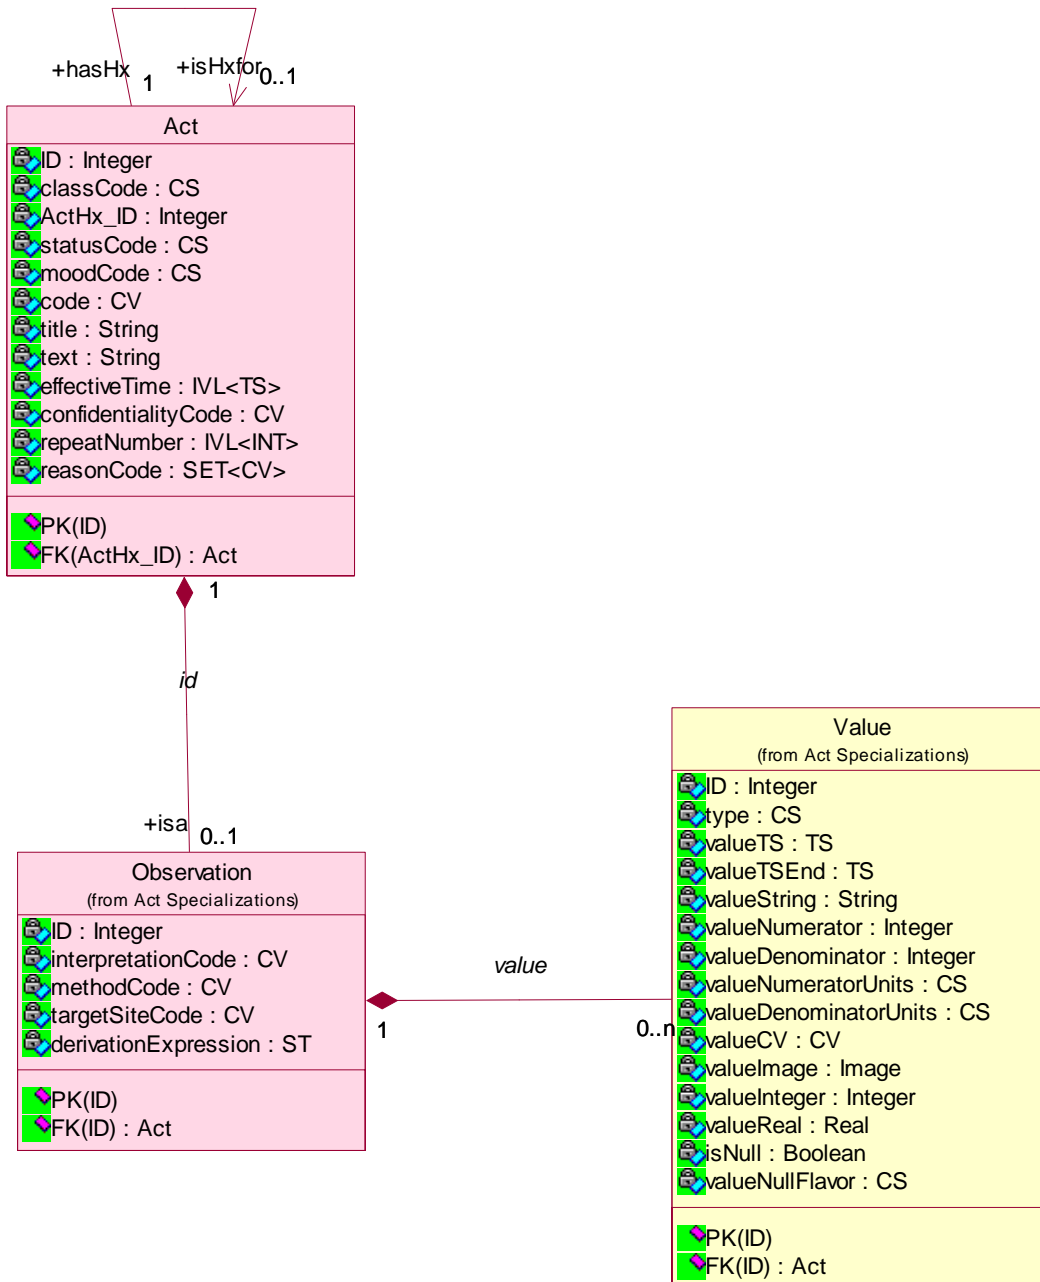 +hasHx
1
+isHxfor
0..1
Act
ID : Integer
classCode : CS
ActHx_ID : Integer
statusCode : CS
moodCode : CS
code : CV
title : String
text : String
effectiveTime : IVL<TS>
confidentialityCode : CV
repeatNumber : IVL<INT>
reasonCode : SET<CV>
PK(ID)
FK(ActHx_ID) : Act
1
id
+isa
0..1
Observation
(from Act Specializations)
ID : Integer
interpretationCode : CV
methodCode : CV
targetSiteCode : CV
derivationExpression : ST
PK(ID)
FK(ID) : Act
value
1
0..n
Value
(from Act Specializations)
ID : Integer
type : CS
valueTS : TS
valueTSEnd : TS
valueString : String
valueNumerator : Integer
valueDenominator : Integer
valueNumeratorUnits : CS
valueDenominatorUnits : CS
valueCV : CV
valueImage : Image
valueInteger : Integer
valueReal : Real
isNull : Boolean
valueNullFlavor : CS
PK(ID)
FK(ID) : Act